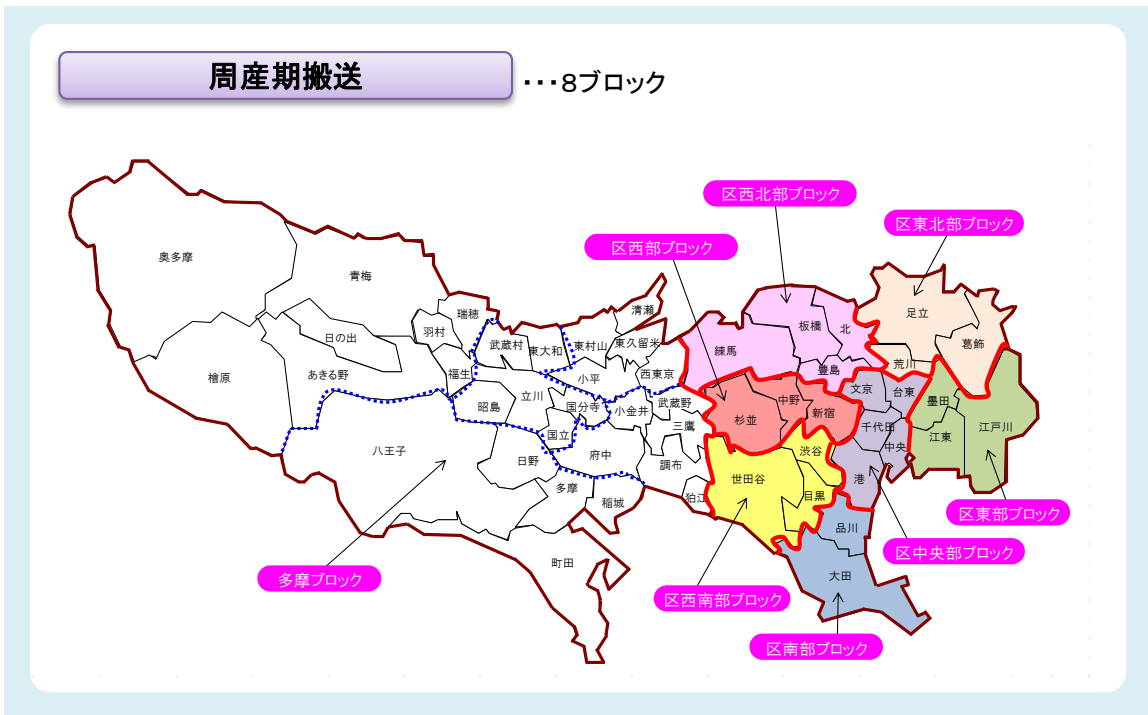 周産期搬送
・・・8ブロック
区西北部ブロック
区東北部ブロック
区西部ブロック
奥多摩
青梅
瑞穂
清瀬
足立
羽村
日の出
武蔵村
東大和
東村山
東久留米
板橋
北
葛飾
練馬
荒川
檜原
あきる野
福生
小平
西東京
豊島
文京
台東
昭島
立川
国分寺
小金井
武蔵野
杉並
中野
新宿
千代田
墨田
江戸川
三鷹
国立
江東
中央
八王子
日野
府中
調布
渋谷
世田谷
目黒
港
多摩
稲城
狛江
品川
区東部ブロック
区中央部ブロック
町田
大田
多摩ブロック
区西南部ブロック
区南部ブロック